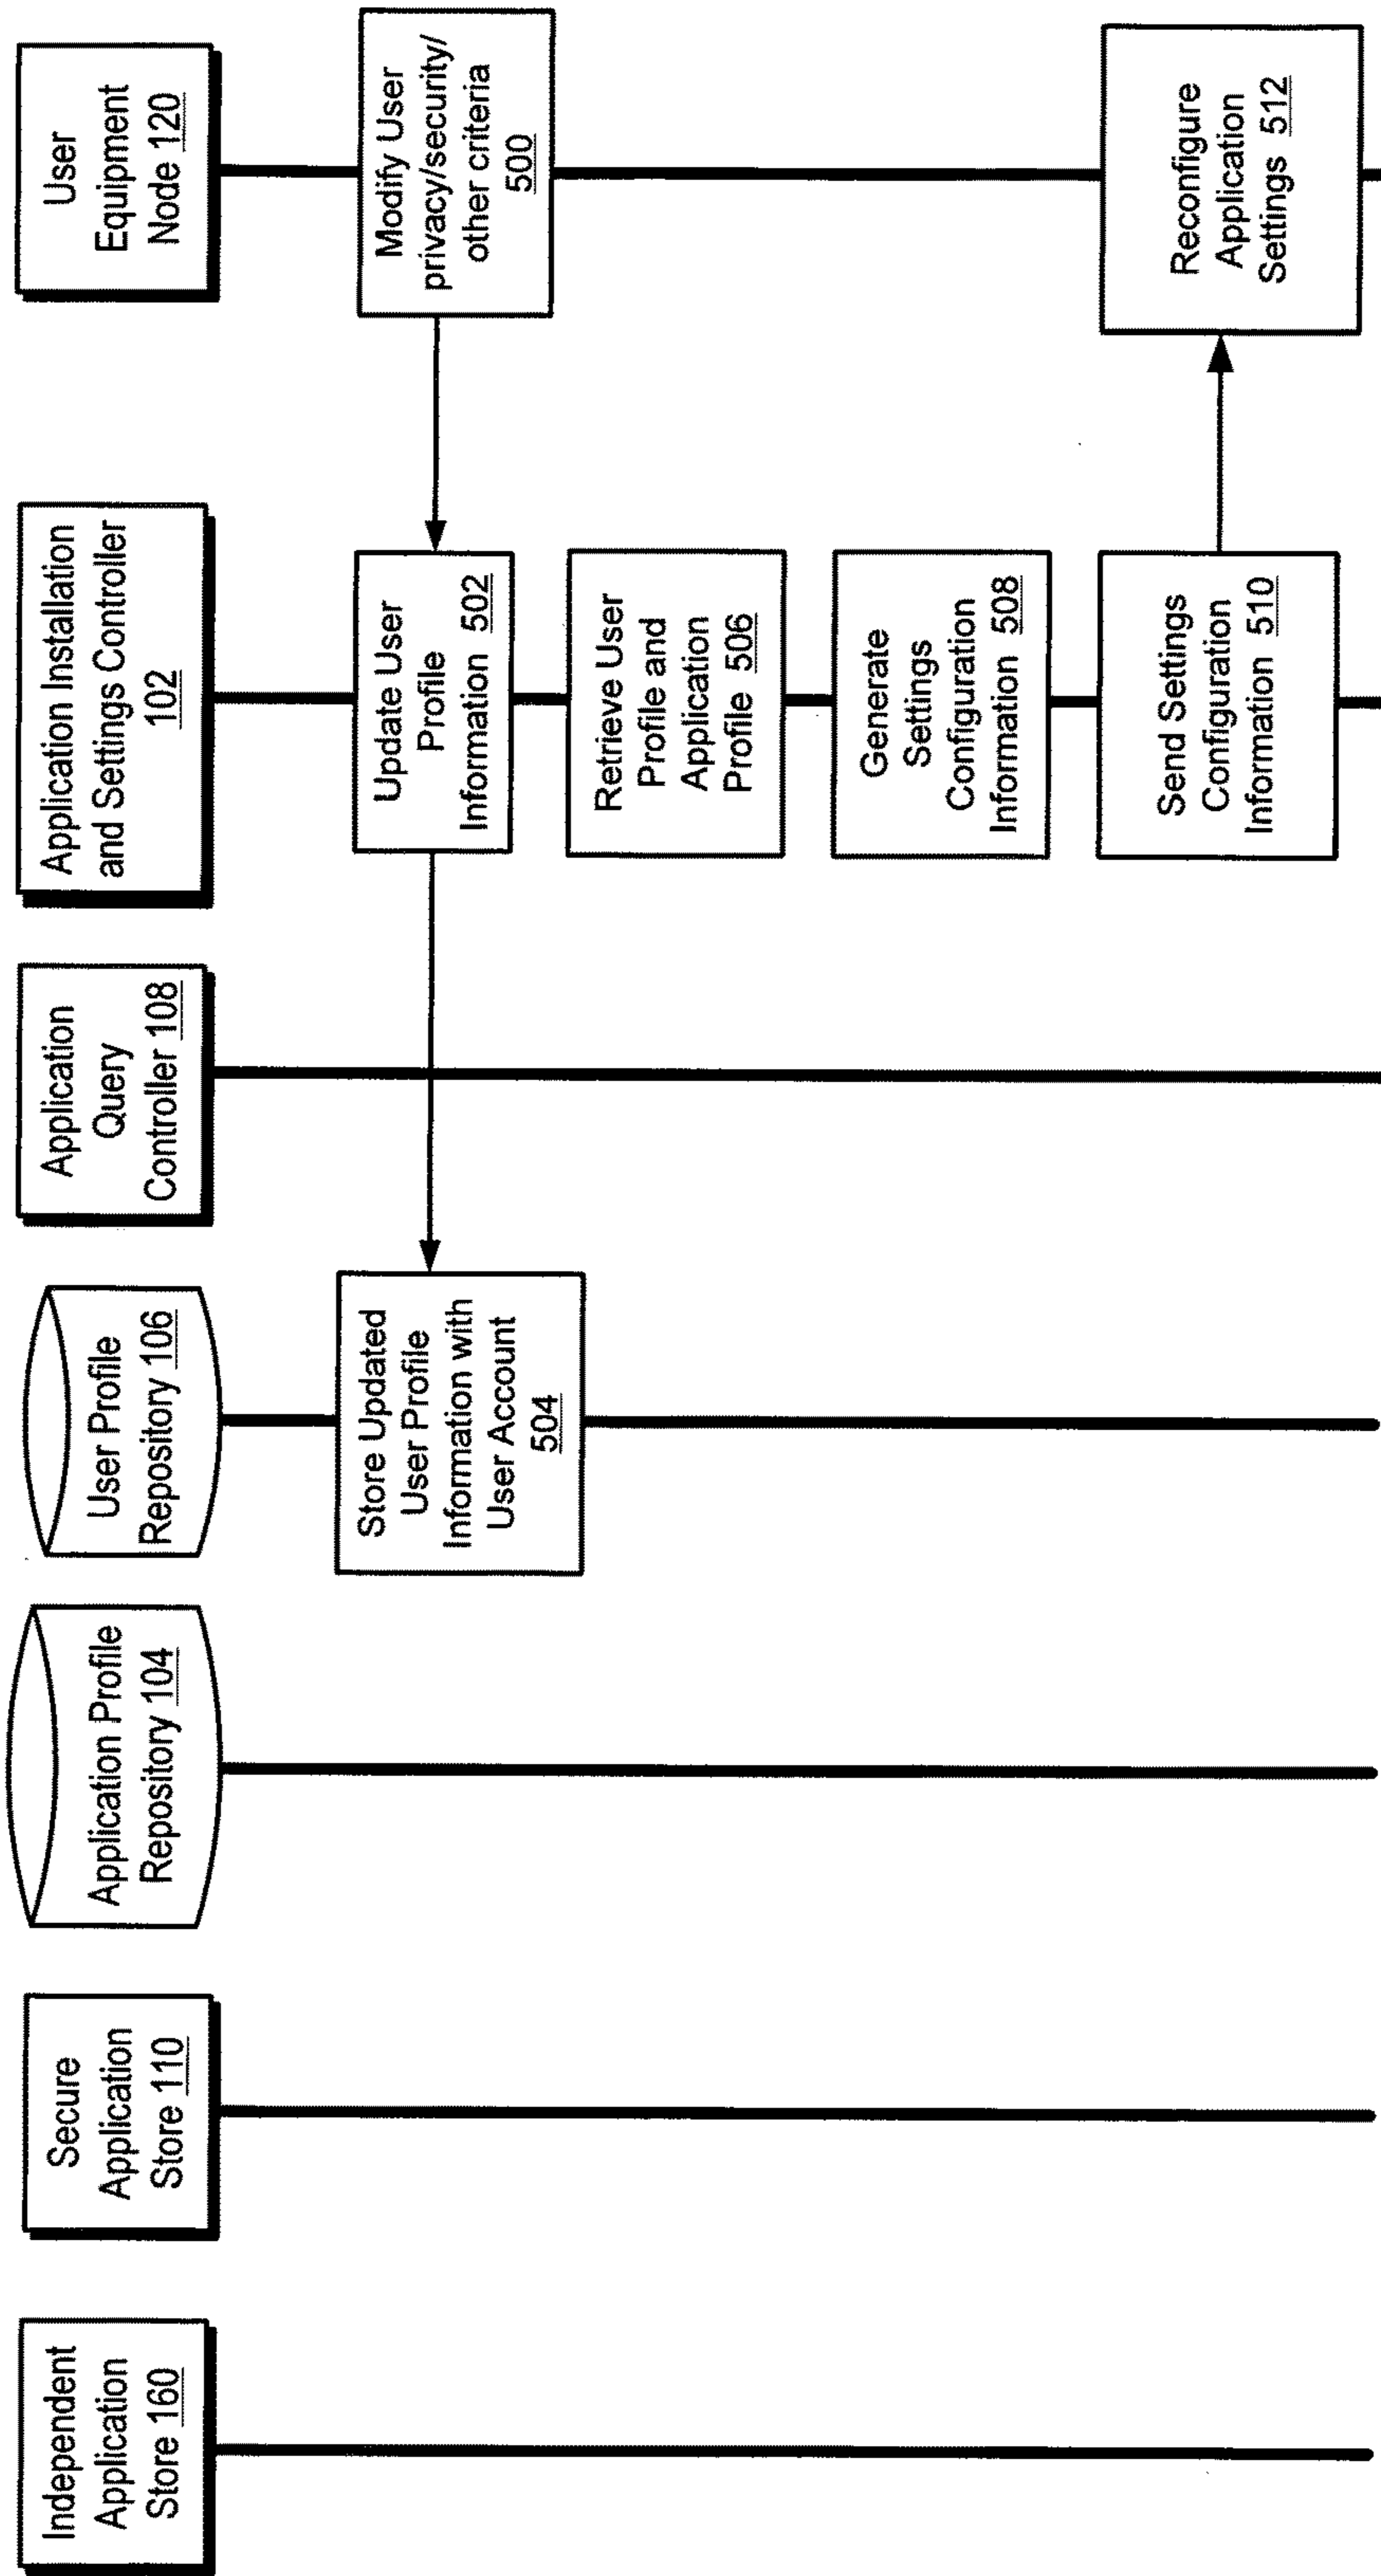 Independent
Application
Store 160
Secure
Application
Store 110
Application Profile
Repository 104
User Profile
Repository 106
Application
Query
Controller 108
Application Installation
and Settings Controller
102
User
Equipment
Node 120
Modify User
privacy/security/
other criteria
500
Update User
Profile
Information 502
Store Updated
User Profile
Information with
User Account
504
Retrieve User
Profile and
Application
Profile 506
Generate
Settings
Configuration
Information 508
Send Settings
Configuration
Information 510
Reconfigure
Application
Settings 512